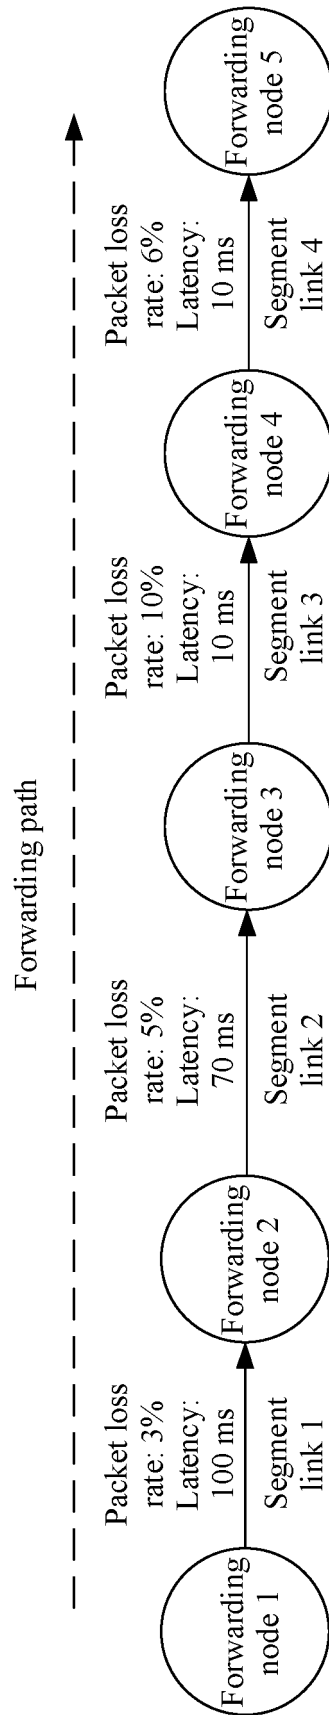 Forwarding path
Forwarding
node 1
Packet loss
rate: 3%
Latency:
100 ms
Segment
link 1
Forwarding
node 2
Packet loss
rate: 5%
Latency:
70 ms
Segment
link 2
Forwarding
node 3
Packet loss
rate: 10%
Latency:
10 ms
Segment
link 3
Forwarding
node 4
Packet loss
rate: 6%
Latency:
10 ms
Segment
link 4
Forwarding
node 5